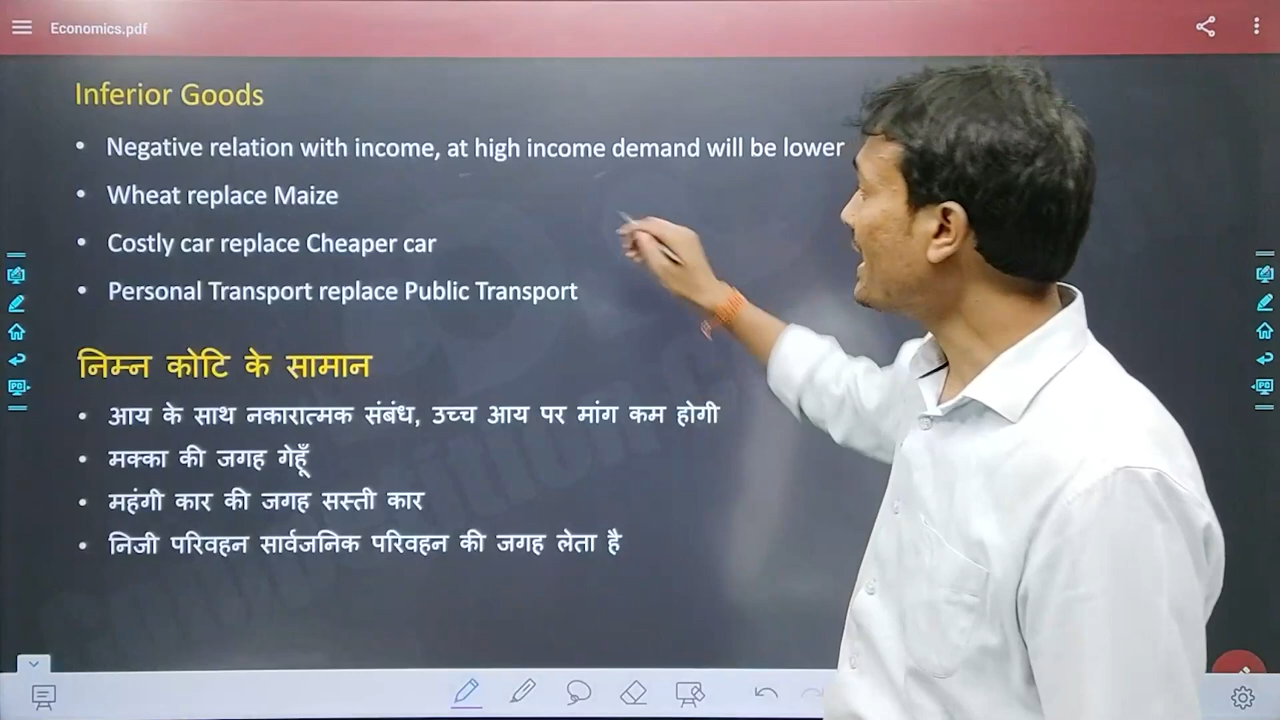 Economics.pdf
Inferior Goods
• Negative relation with income, at high income demand will be lower
• Wheat replace Maize
• Costly car replace Cheaper car
• Personal Transport replace Public Transport
निम्न कोटि के सामान
• आय के साथ नकारात्मक संबंध, उच्च आय पर मांग कम होगी
• मक्का की जगह गेहूँ
• महंगी कार की जगह सस्ती कार
• निजी परिवहन सार्वजनिक परिवहन की जगह लेता है
PC
PC